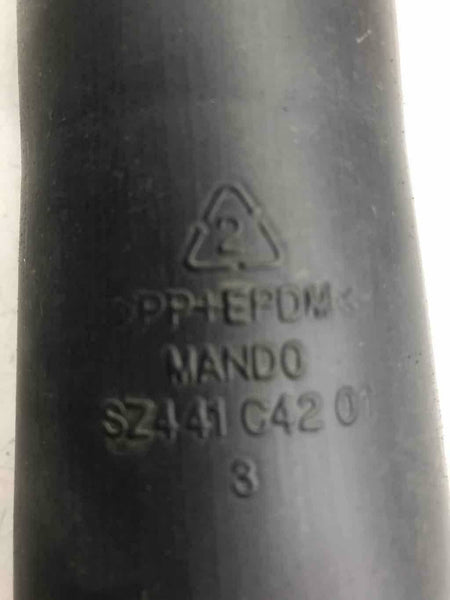 2
>PP+EPDM<
MANDO
SZ441 C42 01
3